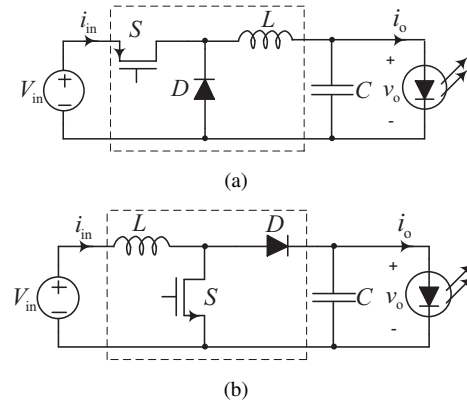 i_in S L i_o
V_in + - D C + v_o -
(a)
i_in L D i_o
V_in + - S C + v_o -
(b)